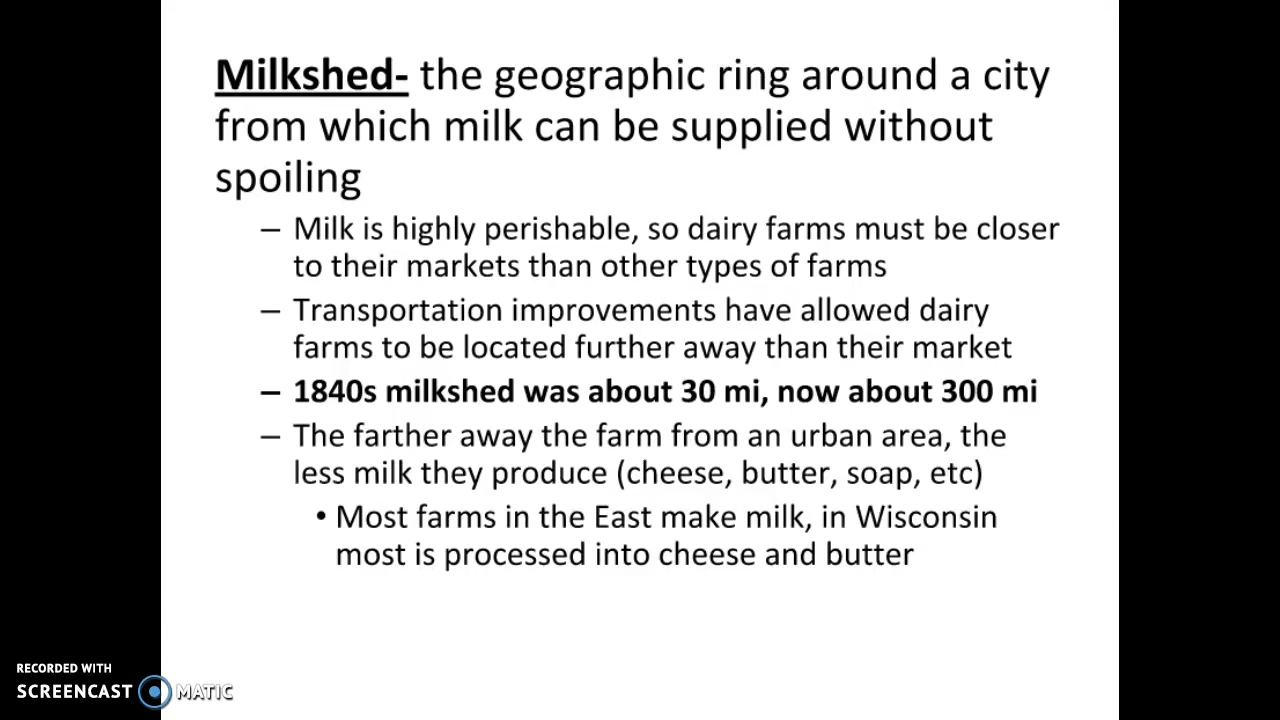 Milkshed- the geographic ring around a city
from which milk can be supplied without
spoiling
– Milk is highly perishable, so dairy farms must be closer
to their markets than other types of farms
– Transportation improvements have allowed dairy
farms to be located further away than their market
– 1840s milkshed was about 30 mi, now about 300 mi
– The farther away the farm from an urban area, the
less milk they produce (cheese, butter, soap, etc)
• Most farms in the East make milk, in Wisconsin
most is processed into cheese and butter
RECORDED WITH
SCREENCAST MATIC